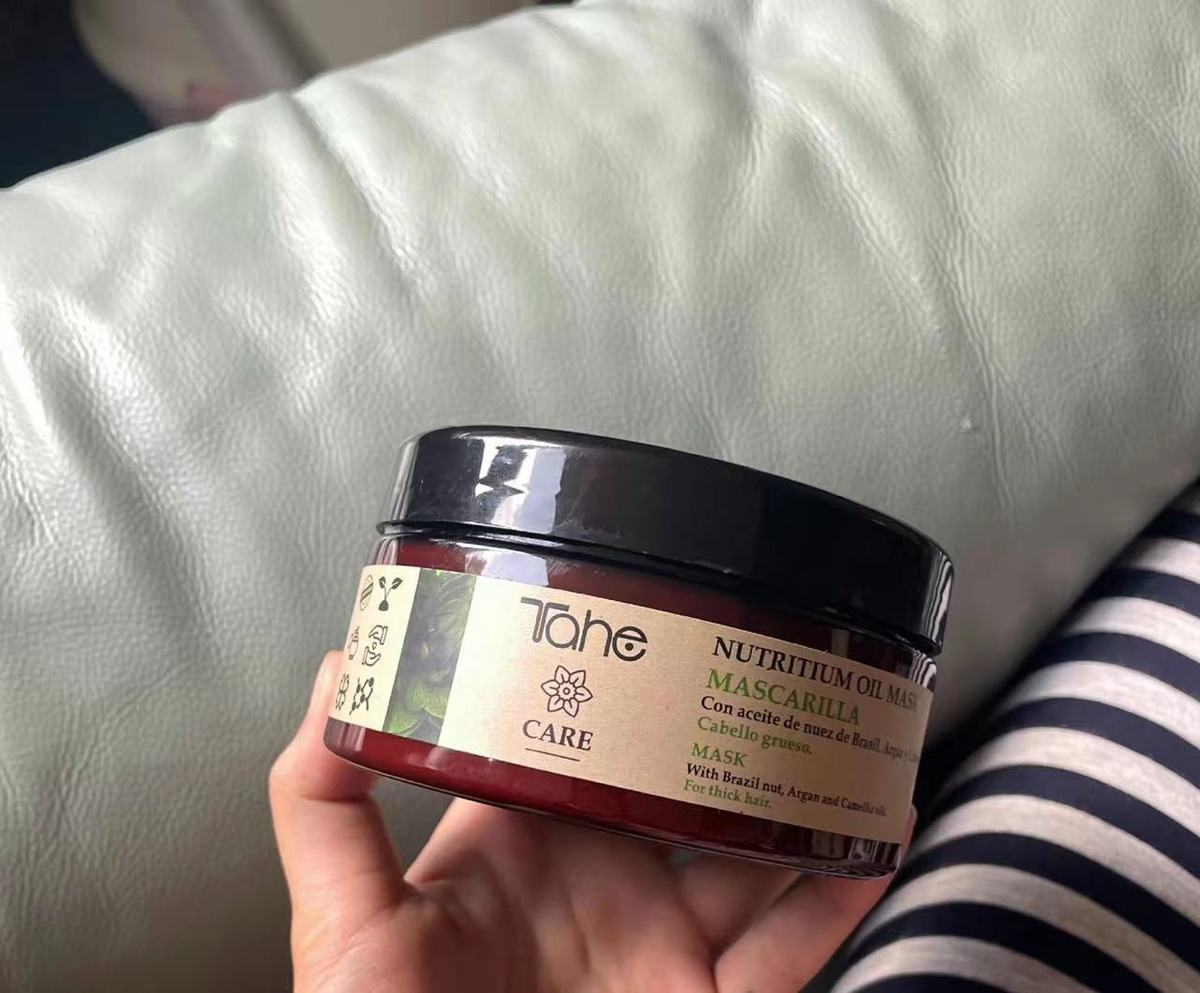 Tahe
CARE
NUTRITIUM OIL MASK
MASCARILLA
Con aceite de nuez de Brasil, Argán y
Cabello grueso.
MASK
With Brazil nut, Argan and Camellia oils.
For thick hair.